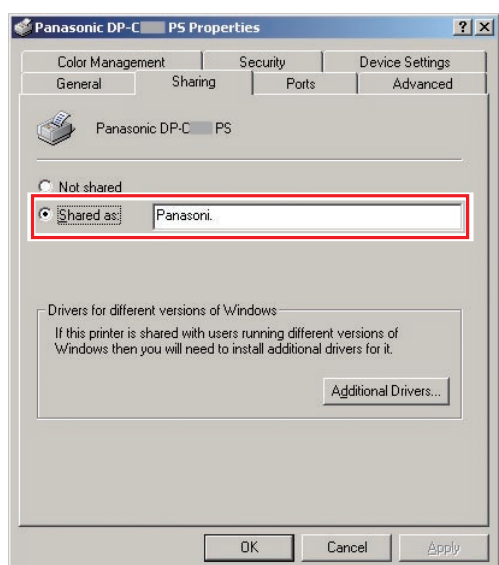 Panasonic DP-C PS Properties
? X
Color Management Security Device Settings
General Sharing Ports Advanced
Panasonic DP-C PS
Not shared
Shared as: Panasoni.
Drivers for different versions of Windows
If this printer is shared with users running different versions of
Windows then you will need to install additional drivers for it.
Additional Drivers...
OK Cancel Apply